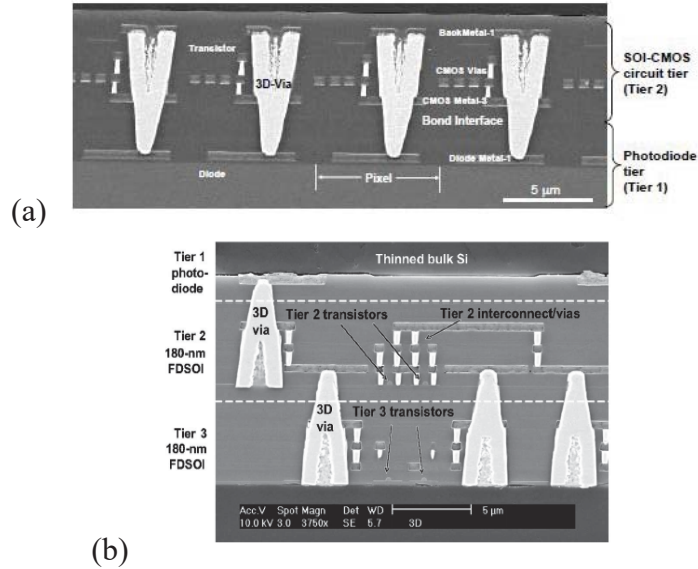 BackMetal-1
Transistor
SOI-CMOS
circuit tier
(Tier 2)
CMOS Vias
3D-Via
CMOS Metal-3
Bond Interface
Diode Metal-1
Photodiode
tier
(Tier 1)
Diode
Pixel
5 µm
(a)
Tier 1
photo-
diode
Thinned bulk Si
3D
via
Tier 2 transistors
Tier 2 interconnect/vias
Tier 2
180-nm
FDSOI
3D
via
Tier 3 transistors
Tier 3
180-nm
FDSOI
Acc.V Spot Magn Det WD 5 µm
10.0 kV 3.0 3750x SE 5.7 3D
(b)